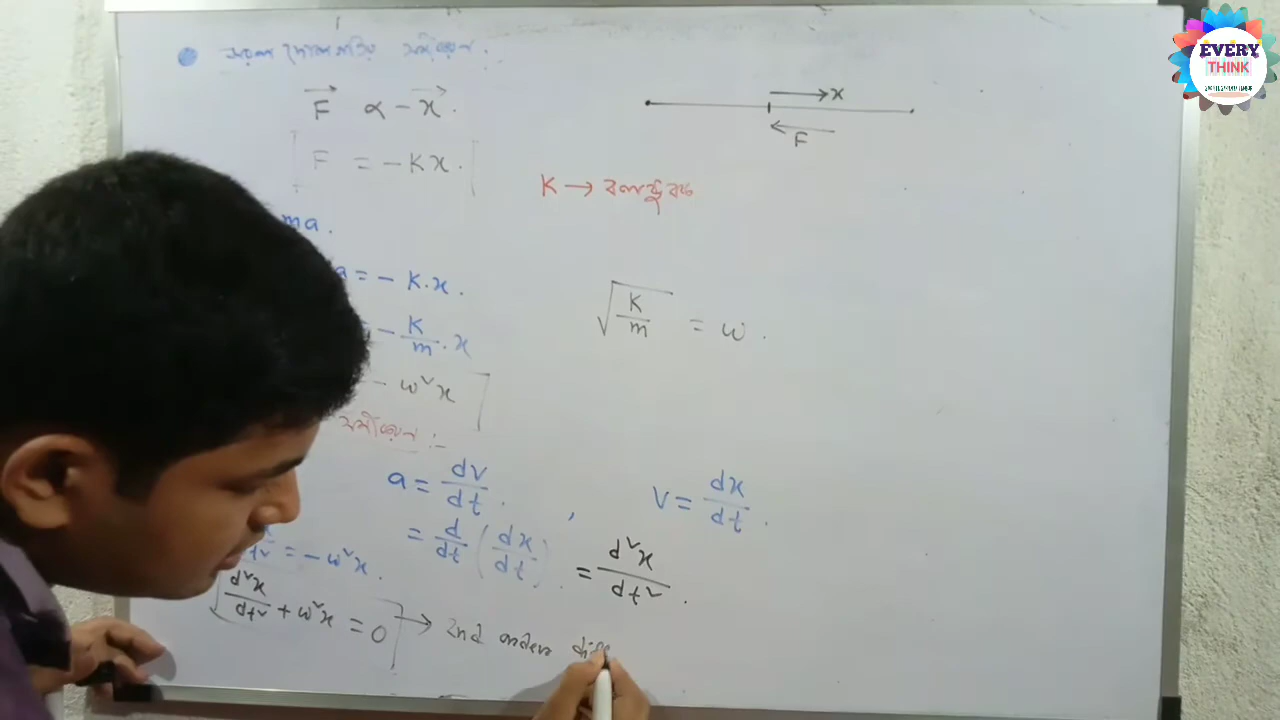 সরল দোলগতির সমীকরণ.
F ∝ -x.
F = -Kx.
x
F
K → বলধ্রুবক
ma.
a = - K.x.
- K/m . x
√K/m = ω.
- ω²x
সমীকরণ :-
a = dv/dt. , v = dx/dt.
= d/dt (dx/dt) = d²x/dt².
= -ω²x.
d²x/dt² + ω²x = 0 → 2nd order diff
EVERY
THINK